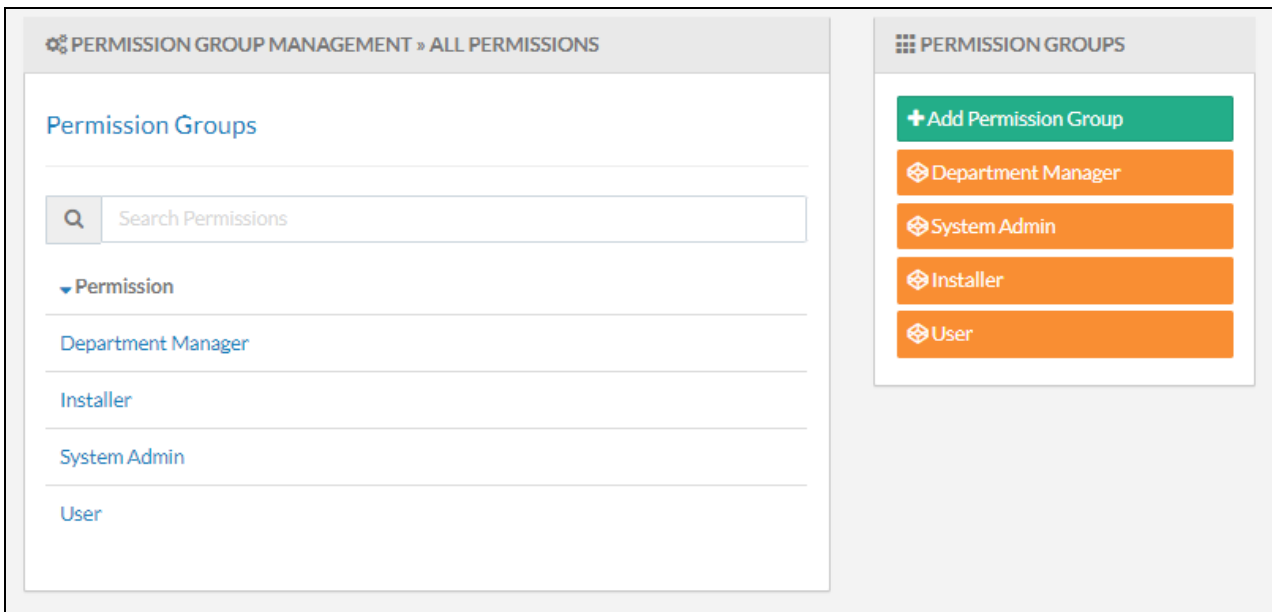 PERMISSION GROUP MANAGEMENT » ALL PERMISSIONS
Permission Groups
Search Permissions
Permission
Department Manager
Installer
System Admin
User
PERMISSION GROUPS
Add Permission Group
Department Manager
System Admin
Installer
User